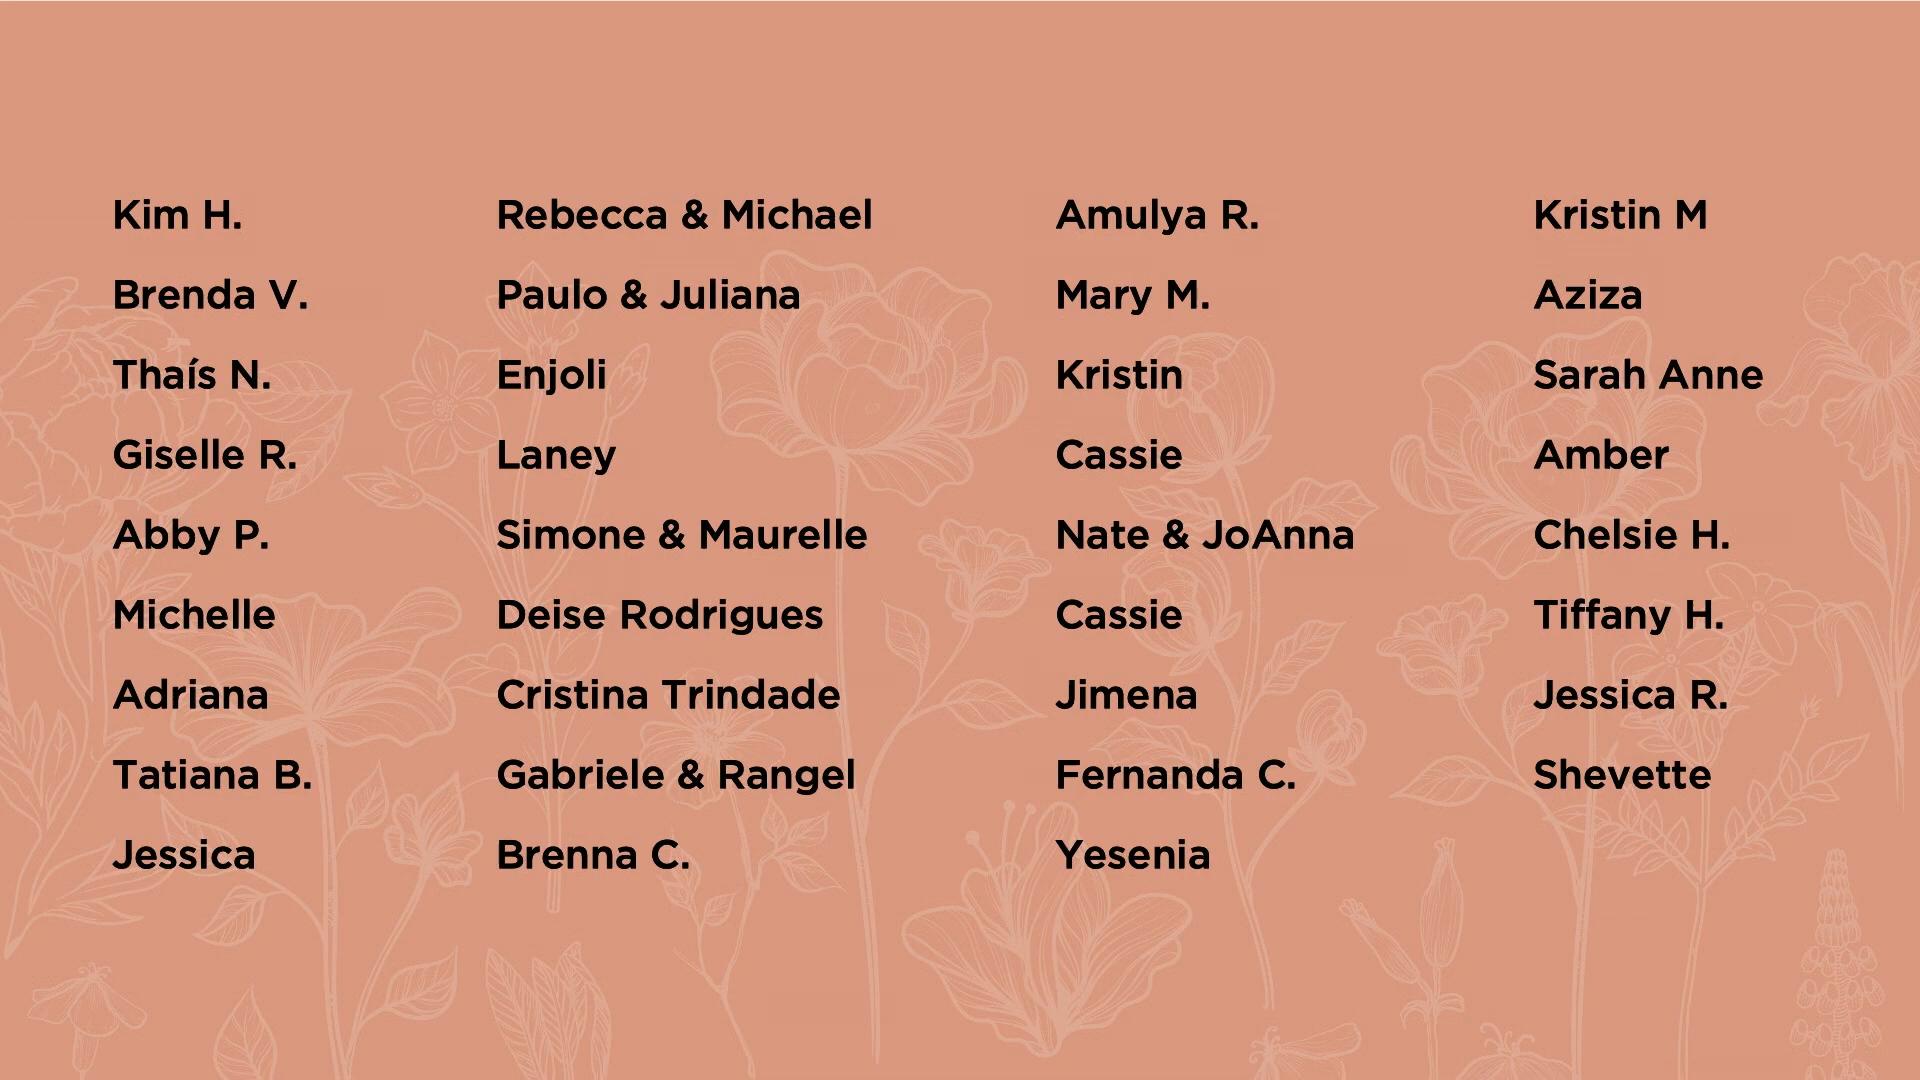 Kim H.
Brenda V.
Thaís N.
Giselle R.
Abby P.
Michelle
Adriana
Tatiana B.
Jessica
Rebecca & Michael
Paulo & Juliana
Enjoli
Laney
Simone & Maurelle
Deise Rodrigues
Cristina Trindade
Gabriele & Rangel
Brenna C.
Amulya R.
Mary M.
Kristin
Cassie
Nate & JoAnna
Cassie
Jimena
Fernanda C.
Yesenia
Kristin M
Aziza
Sarah Anne
Amber
Chelsie H.
Tiffany H.
Jessica R.
Shevette